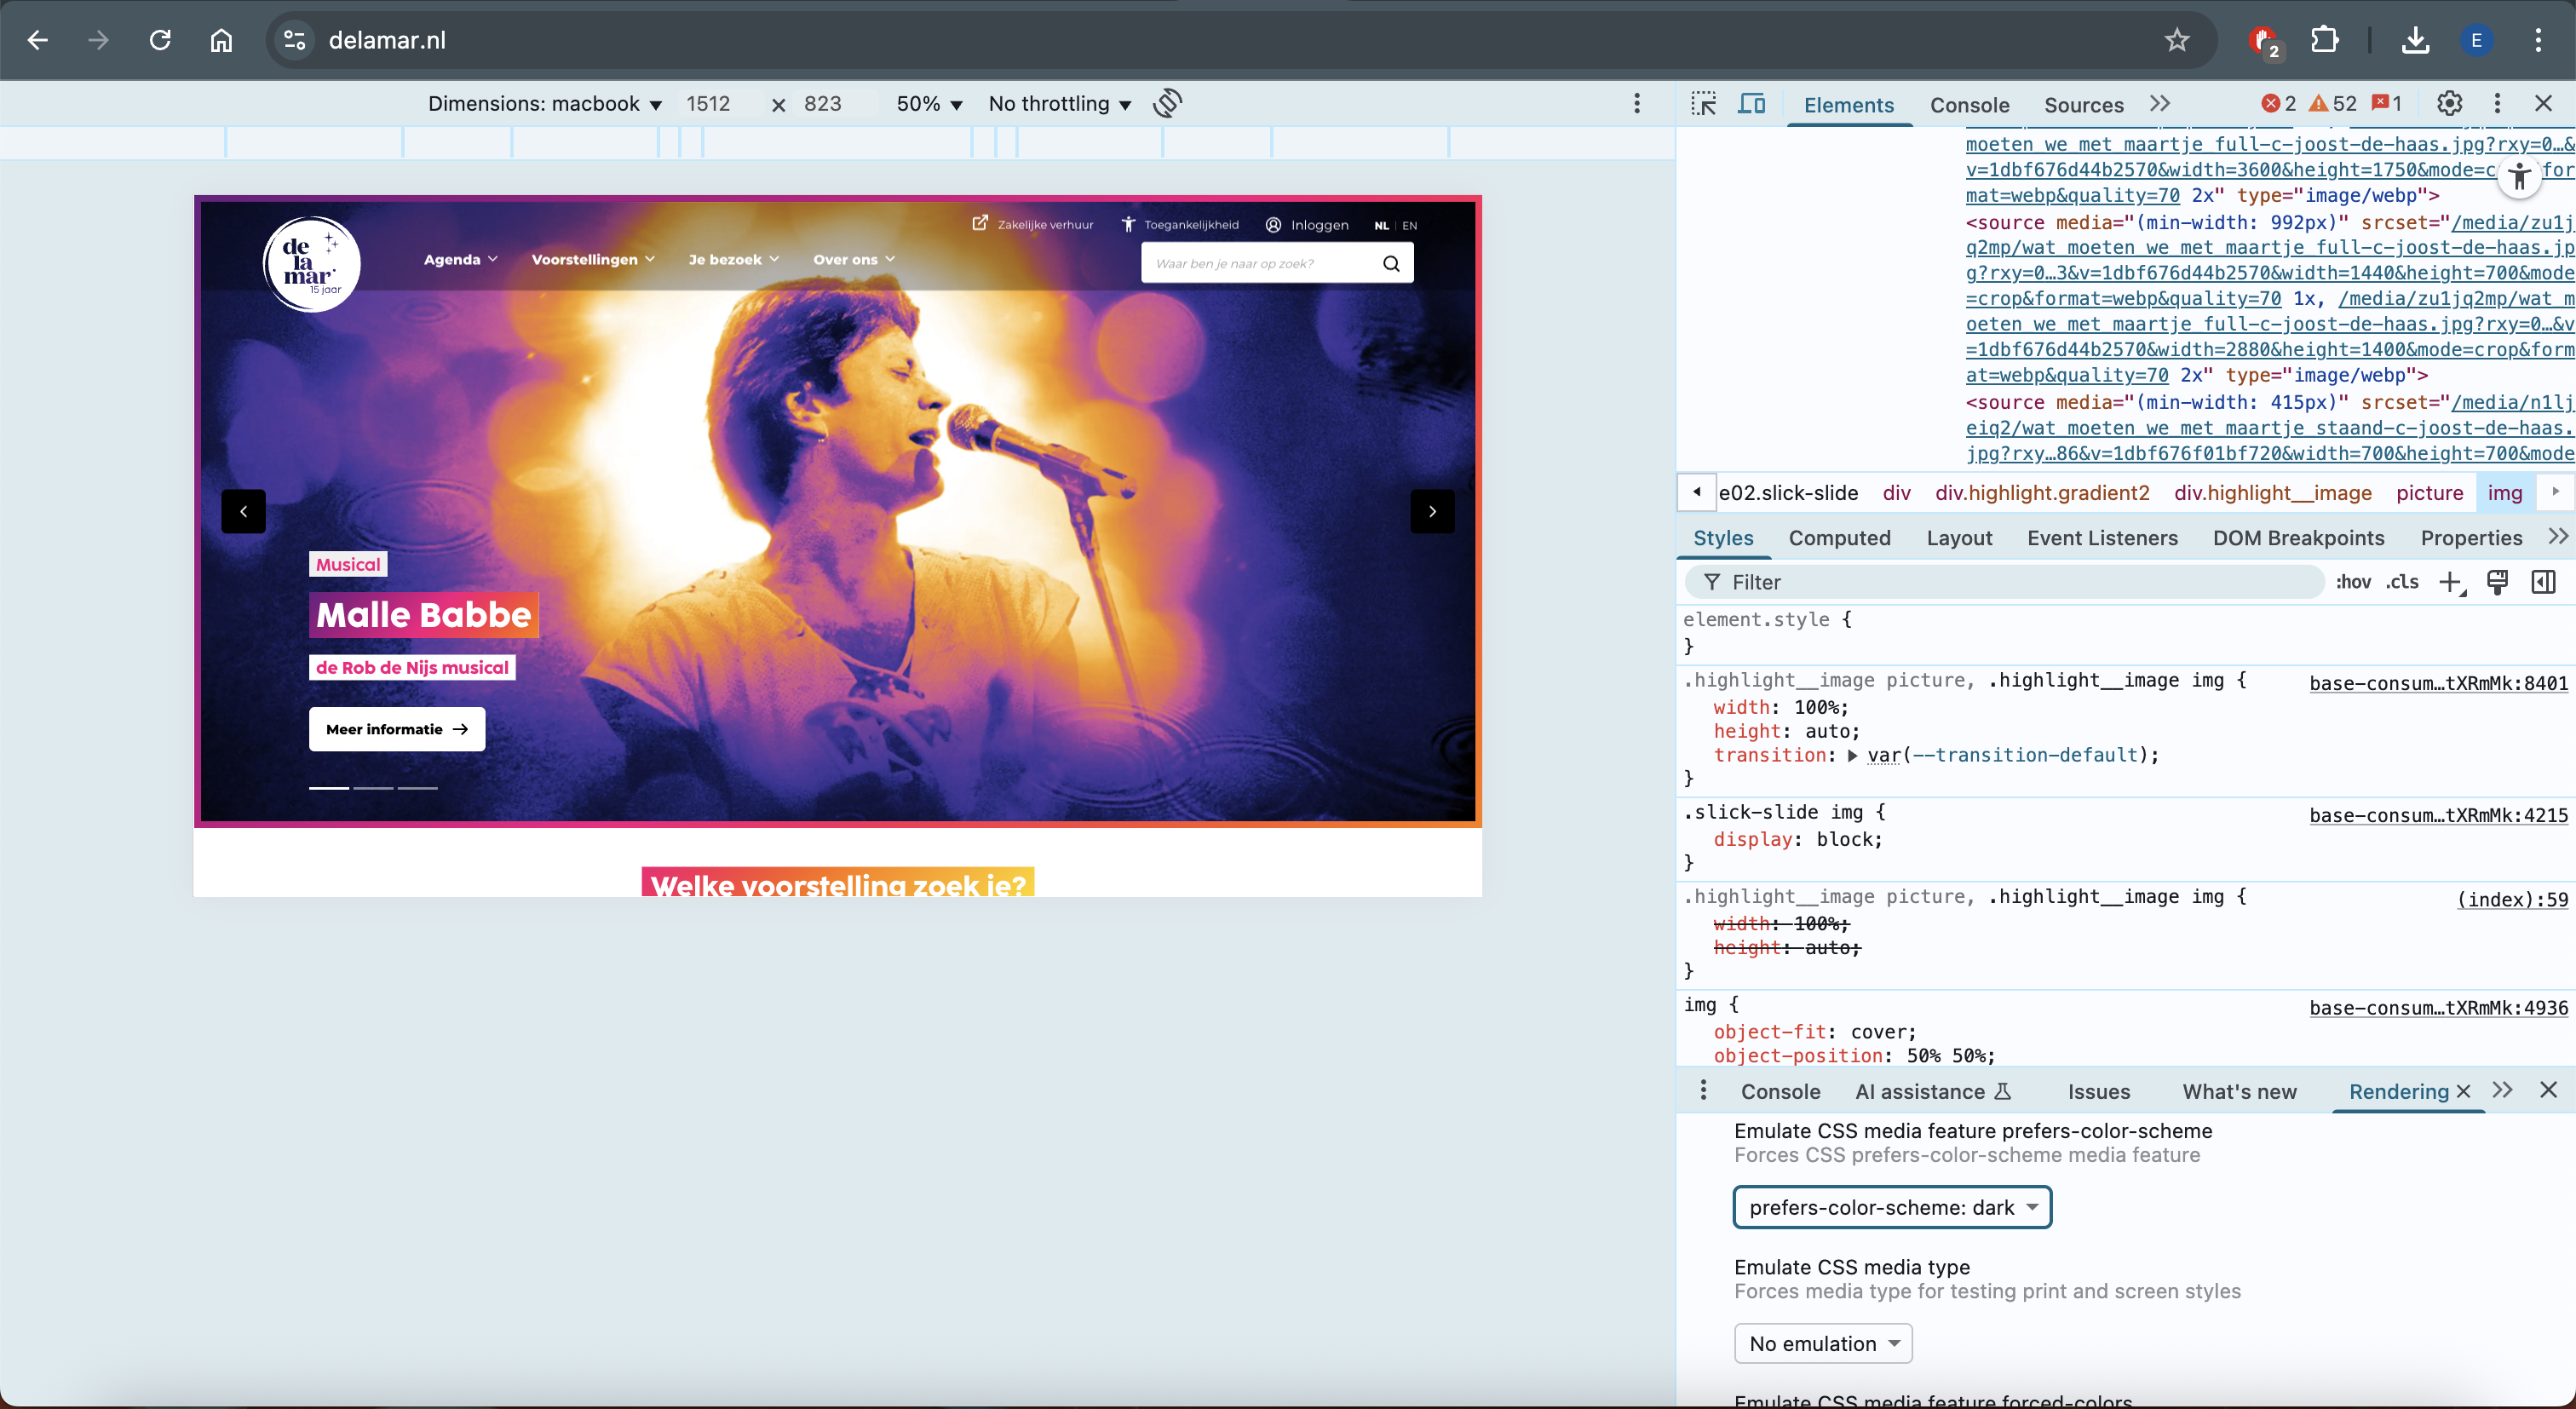 delamar.nl
2
E
Dimensions: macbook ▼ 1512 × 823 50% ▼ No throttling ▼
Elements Console Sources 2 52 1
Zakelijke verhuur Toegankelijkheid Inloggen NL | EN
de
la
mar
15 jaar
Agenda Voorstellingen Je bezoek Over ons
Waar ben je naar op zoek?
Musical
Malle Babbe
de Rob de Nijs musical
Meer informatie →
Welke voorstelling zoek je?
moeten_we_met_maartje_full-c-joost-de-haas.jpg?rxy=0…&
v=1dbf676d44b2570&width=3600&height=1750&mode=c for
mat=webp&quality=70 2x" type="image/webp">
<source media="(min-width: 992px)" srcset="/media/zu1j
q2mp/wat_moeten_we_met_maartje_full-c-joost-de-haas.jp
g?rxy=0…3&v=1dbf676d44b2570&width=1440&height=700&mode
=crop&format=webp&quality=70 1x, /media/zu1jq2mp/wat_m
oeten_we_met_maartje_full-c-joost-de-haas.jpg?rxy=0…&v
=1dbf676d44b2570&width=2880&height=1400&mode=crop&form
at=webp&quality=70 2x" type="image/webp">
<source media="(min-width: 415px)" srcset="/media/n1lj
eiq2/wat_moeten_we_met_maartje_staand-c-joost-de-haas.
jpg?rxy…86&v=1dbf676f01bf720&width=700&height=700&mode
e02.slick-slide div div.highlight.gradient2 div.highlight__image picture img
Styles Computed Layout Event Listeners DOM Breakpoints Properties
Filter :hov .cls
element.style {
}
.highlight__image picture, .highlight__image img { base-consum…tXRmMk:8401
width: 100%;
height: auto;
transition: ▶ var(--transition-default);
}
.slick-slide img { base-consum…tXRmMk:4215
display: block;
}
.highlight__image picture, .highlight__image img { (index):59
width: 100%;
height: auto;
}
img { base-consum…tXRmMk:4936
object-fit: cover;
object-position: 50% 50%;
Console AI assistance Issues What's new Rendering
Emulate CSS media feature prefers-color-scheme
Forces CSS prefers-color-scheme media feature
prefers-color-scheme: dark
Emulate CSS media type
Forces media type for testing print and screen styles
No emulation
Emulate CSS media feature forced-colors